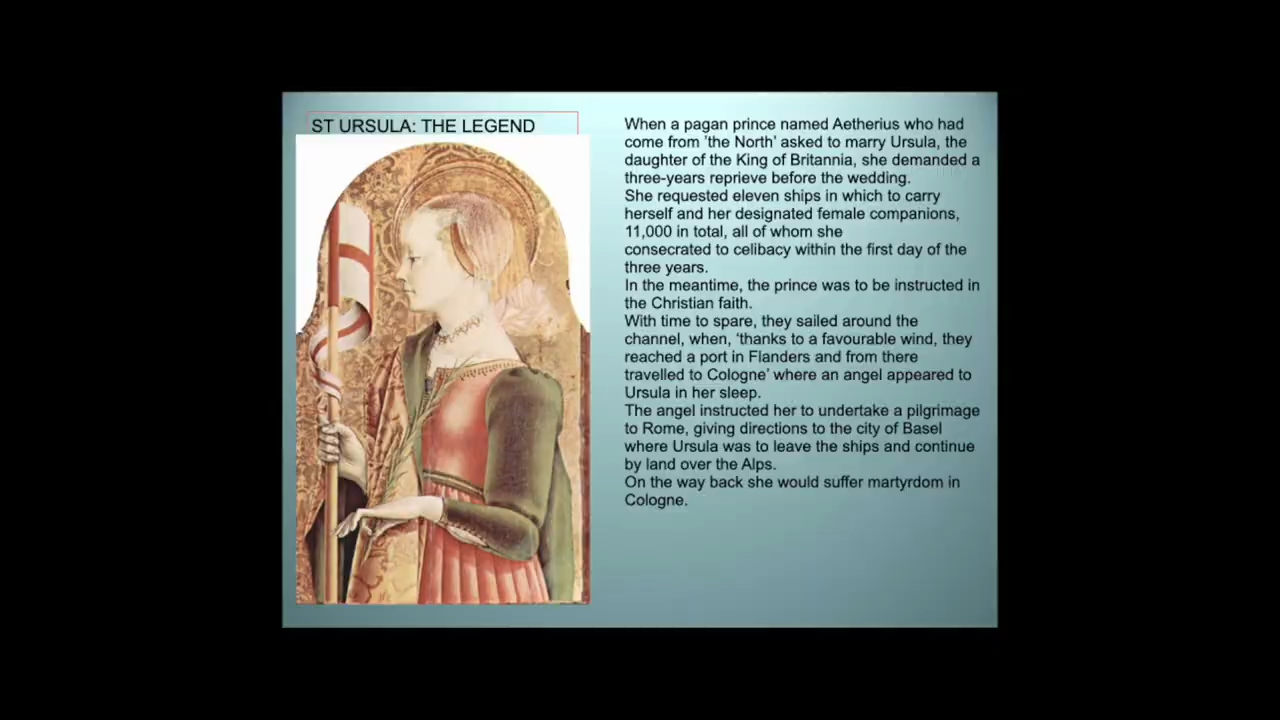 ST URSULA: THE LEGEND
When a pagan prince named Aetherius who had
come from 'the North' asked to marry Ursula, the
daughter of the King of Britannia, she demanded a
three-years reprieve before the wedding.
She requested eleven ships in which to carry
herself and her designated female companions,
11,000 in total, all of whom she
consecrated to celibacy within the first day of the
three years.
In the meantime, the prince was to be instructed in
the Christian faith.
With time to spare, they sailed around the
channel, when, ‘thanks to a favourable wind, they
reached a port in Flanders and from there
travelled to Cologne’ where an angel appeared to
Ursula in her sleep.
The angel instructed her to undertake a pilgrimage
to Rome, giving directions to the city of Basel
where Ursula was to leave the ships and continue
by land over the Alps.
On the way back she would suffer martyrdom in
Cologne.